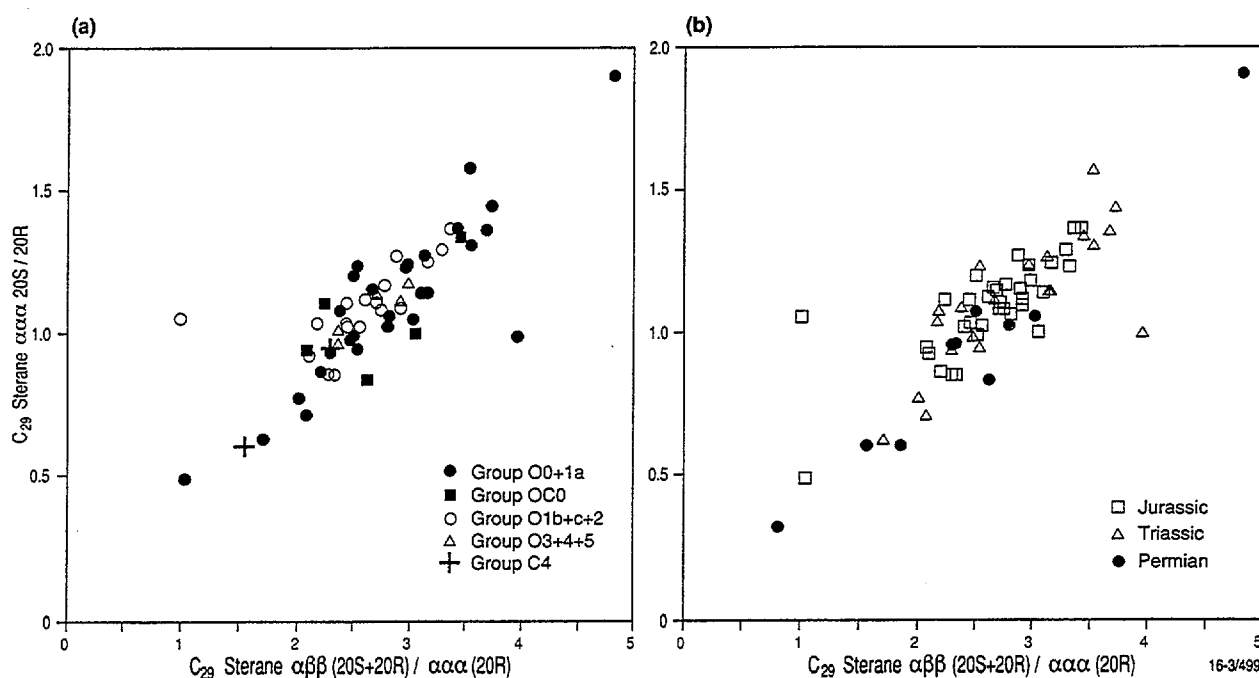 (a)
2.0
1.5
1.0
0.5
0
C₂₉ Sterane ααα 20S / 20R
Group O0+1a
Group OC0
Group O1b+c+2
Group O3+4+5
Group C4
0 1 2 3 4 5
C₂₉ Sterane αββ (20S+20R) / ααα (20R)
(b)
2.0
1.5
1.0
0.5
0
Jurassic
Triassic
Permian
0 1 2 3 4 5
C₂₉ Sterane αββ (20S+20R) / ααα (20R)
16-3/499